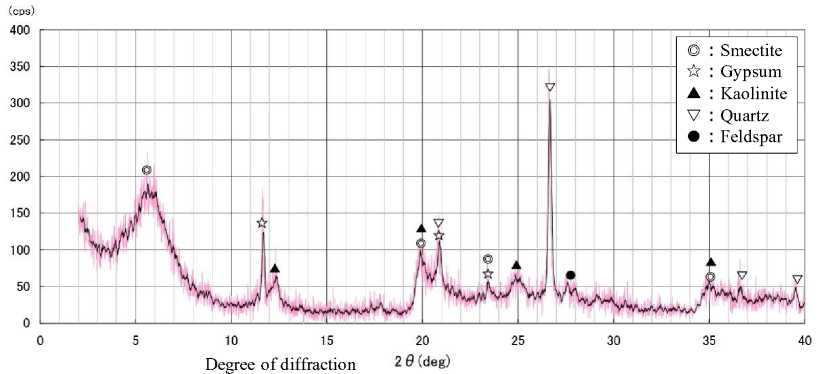 (cps)
400
350
300
250
200
150
100
50
0
◎ : Smectite
☆ : Gypsum
▲ : Kaolinite
▽ : Quartz
● : Feldspar
0 5 10 15 20 25 30 35 40
Degree of diffraction 2θ(deg)